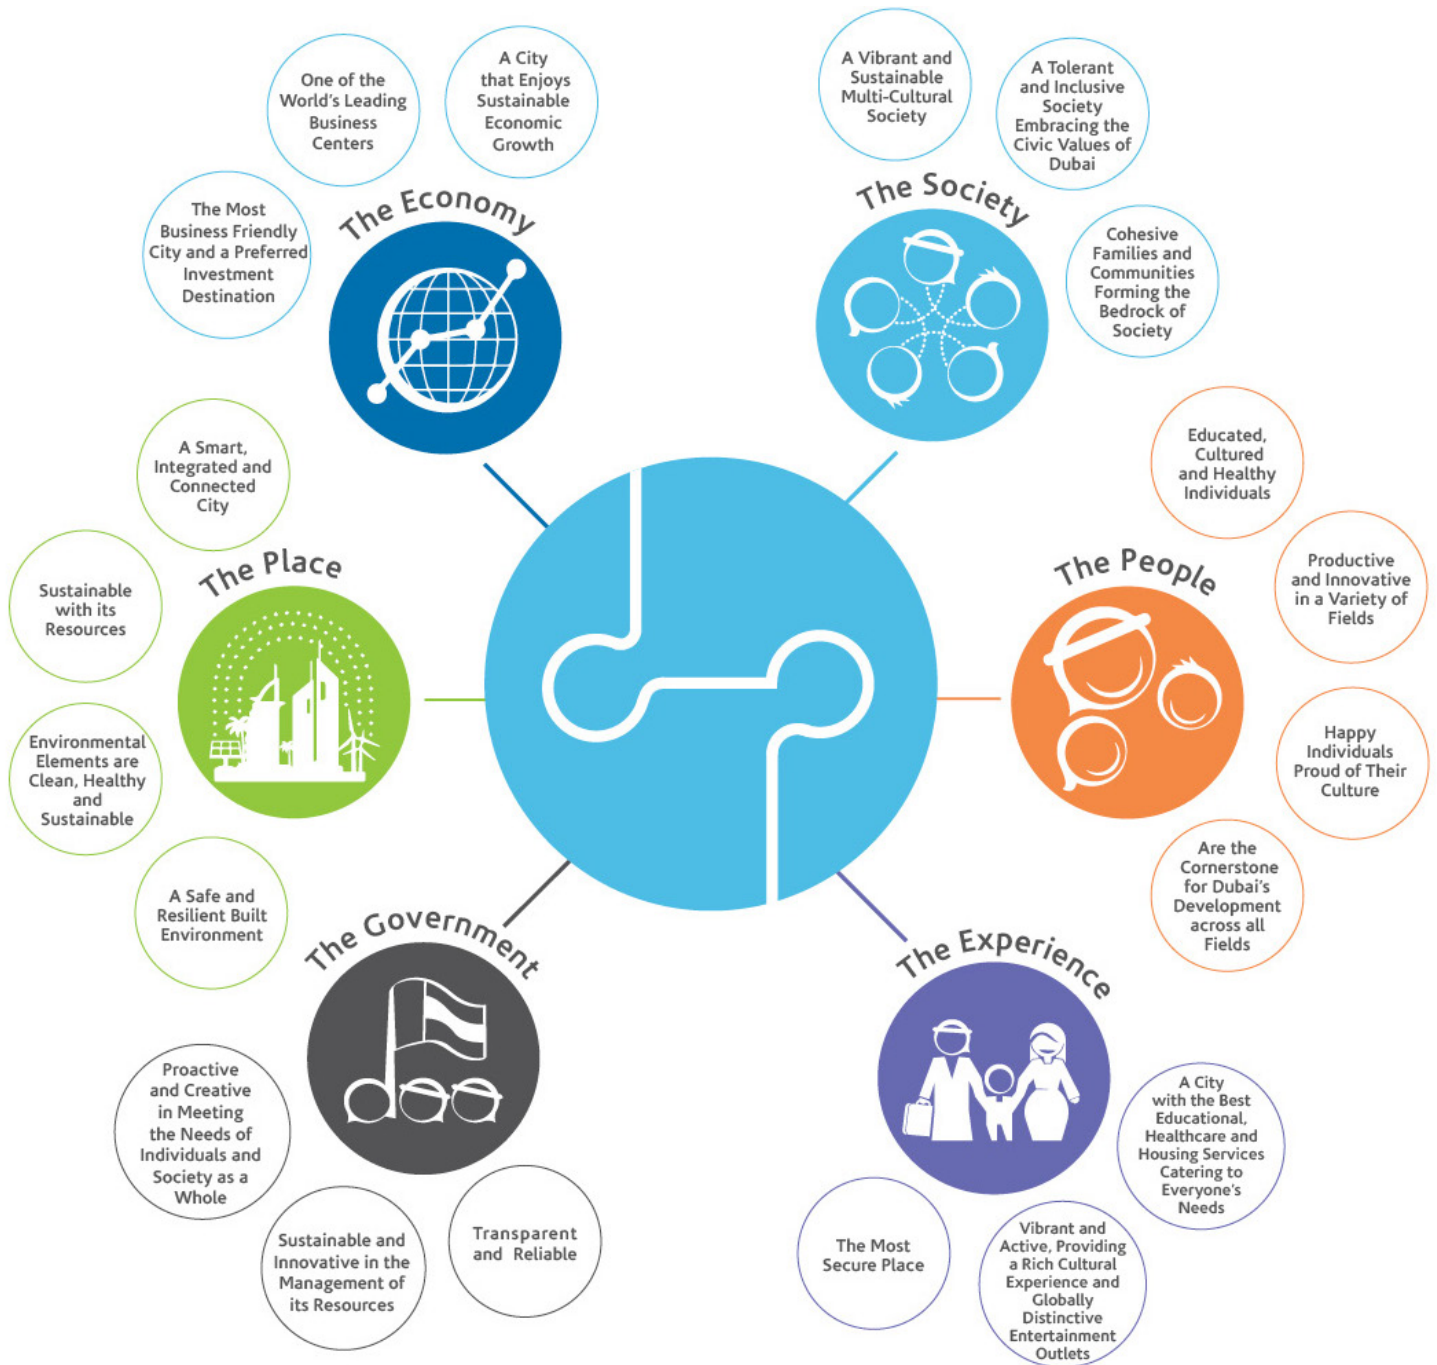 The Economy
The Most
Business Friendly
City and a Preferred
Investment
Destination
One of the
World's Leading
Business
Centers
A City
that Enjoys
Sustainable
Economic
Growth
The Society
A Vibrant and
Sustainable
Multi-Cultural
Society
A Tolerant
and Inclusive
Society
Embracing the
Civic Values of
Dubai
Cohesive
Families and
Communities
Forming the
Bedrock of
Society
The Place
A Smart,
Integrated and
Connected
City
Sustainable
with its
Resources
Environmental
Elements are
Clean, Healthy
and
Sustainable
A Safe and
Resilient Built
Environment
The People
Educated,
Cultured
and Healthy
Individuals
Productive
and Innovative
in a Variety of
Fields
Happy
Individuals
Proud of Their
Culture
Are the
Cornerstone
for Dubai's
Development
across all
Fields
The Government
Proactive
and Creative
in Meeting
the Needs of
Individuals and
Society as a
Whole
Sustainable and
Innovative in the
Management of
its Resources
Transparent
and Reliable
The Experience
The Most
Secure Place
Vibrant and
Active, Providing
a Rich Cultural
Experience and
Globally
Distinctive
Entertainment
Outlets
A City
with the Best
Educational,
Healthcare and
Housing Services
Catering to
Everyone's
Needs